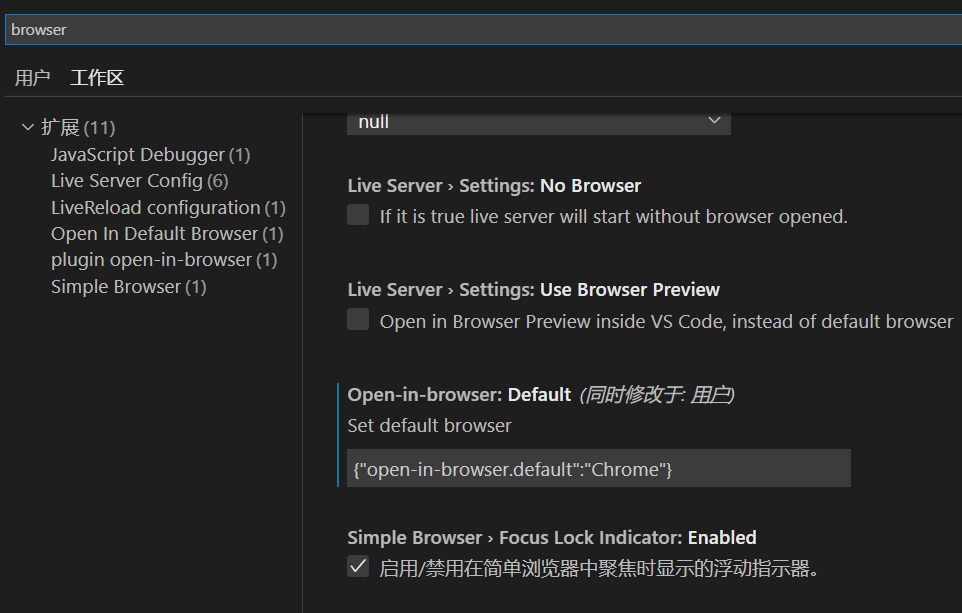 browser
用户 工作区
扩展 (11)
JavaScript Debugger (1)
Live Server Config (6)
LiveReload configuration (1)
Open In Default Browser (1)
plugin open-in-browser (1)
Simple Browser (1)
null
Live Server › Settings: No Browser
If it is true live server will start without browser opened.
Live Server › Settings: Use Browser Preview
Open in Browser Preview inside VS Code, instead of default browser
Open-in-browser: Default (同时修改于: 用户)
Set default browser
{"open-in-browser.default":"Chrome"}
Simple Browser › Focus Lock Indicator: Enabled
启用/禁用在简单浏览器中聚焦时显示的浮动指示器。